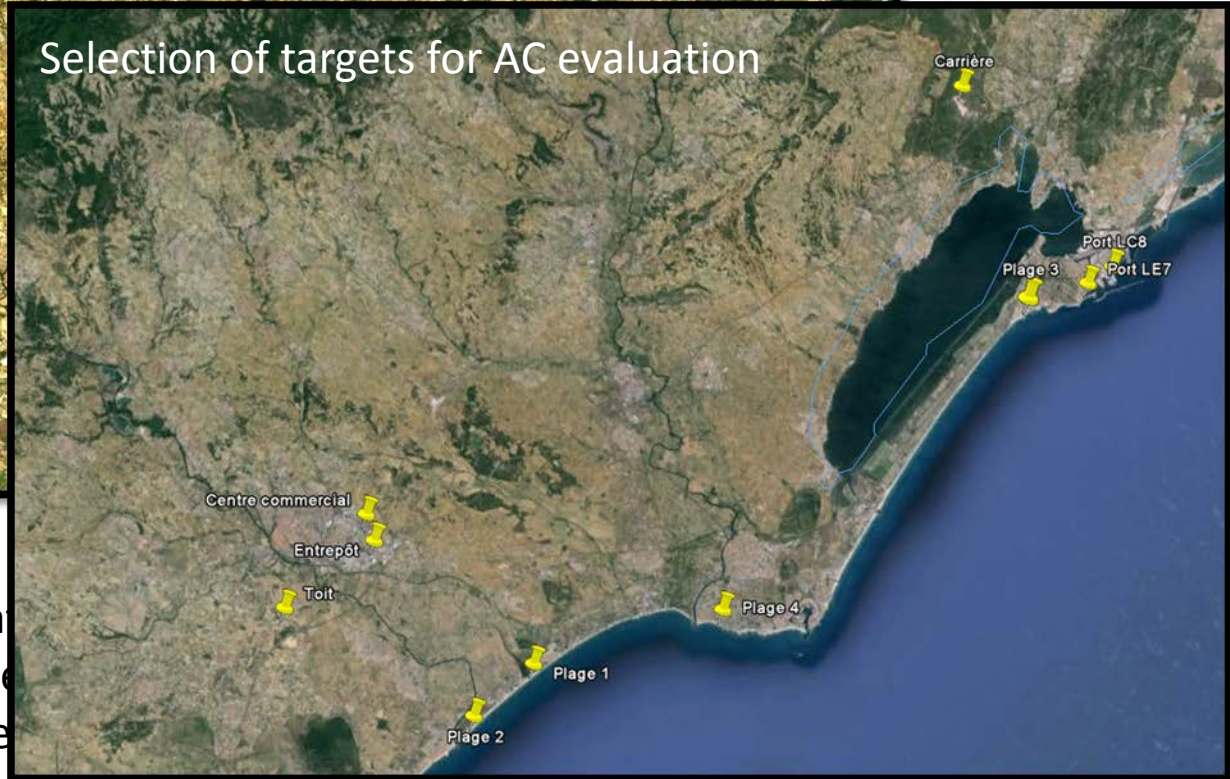 Selection of targets for AC evaluation
Carrière
Port LC8
Plage 3
Port LE7
Centre commercial
Entrepôt
Toit
Plage 4
Plage 1
Plage 2